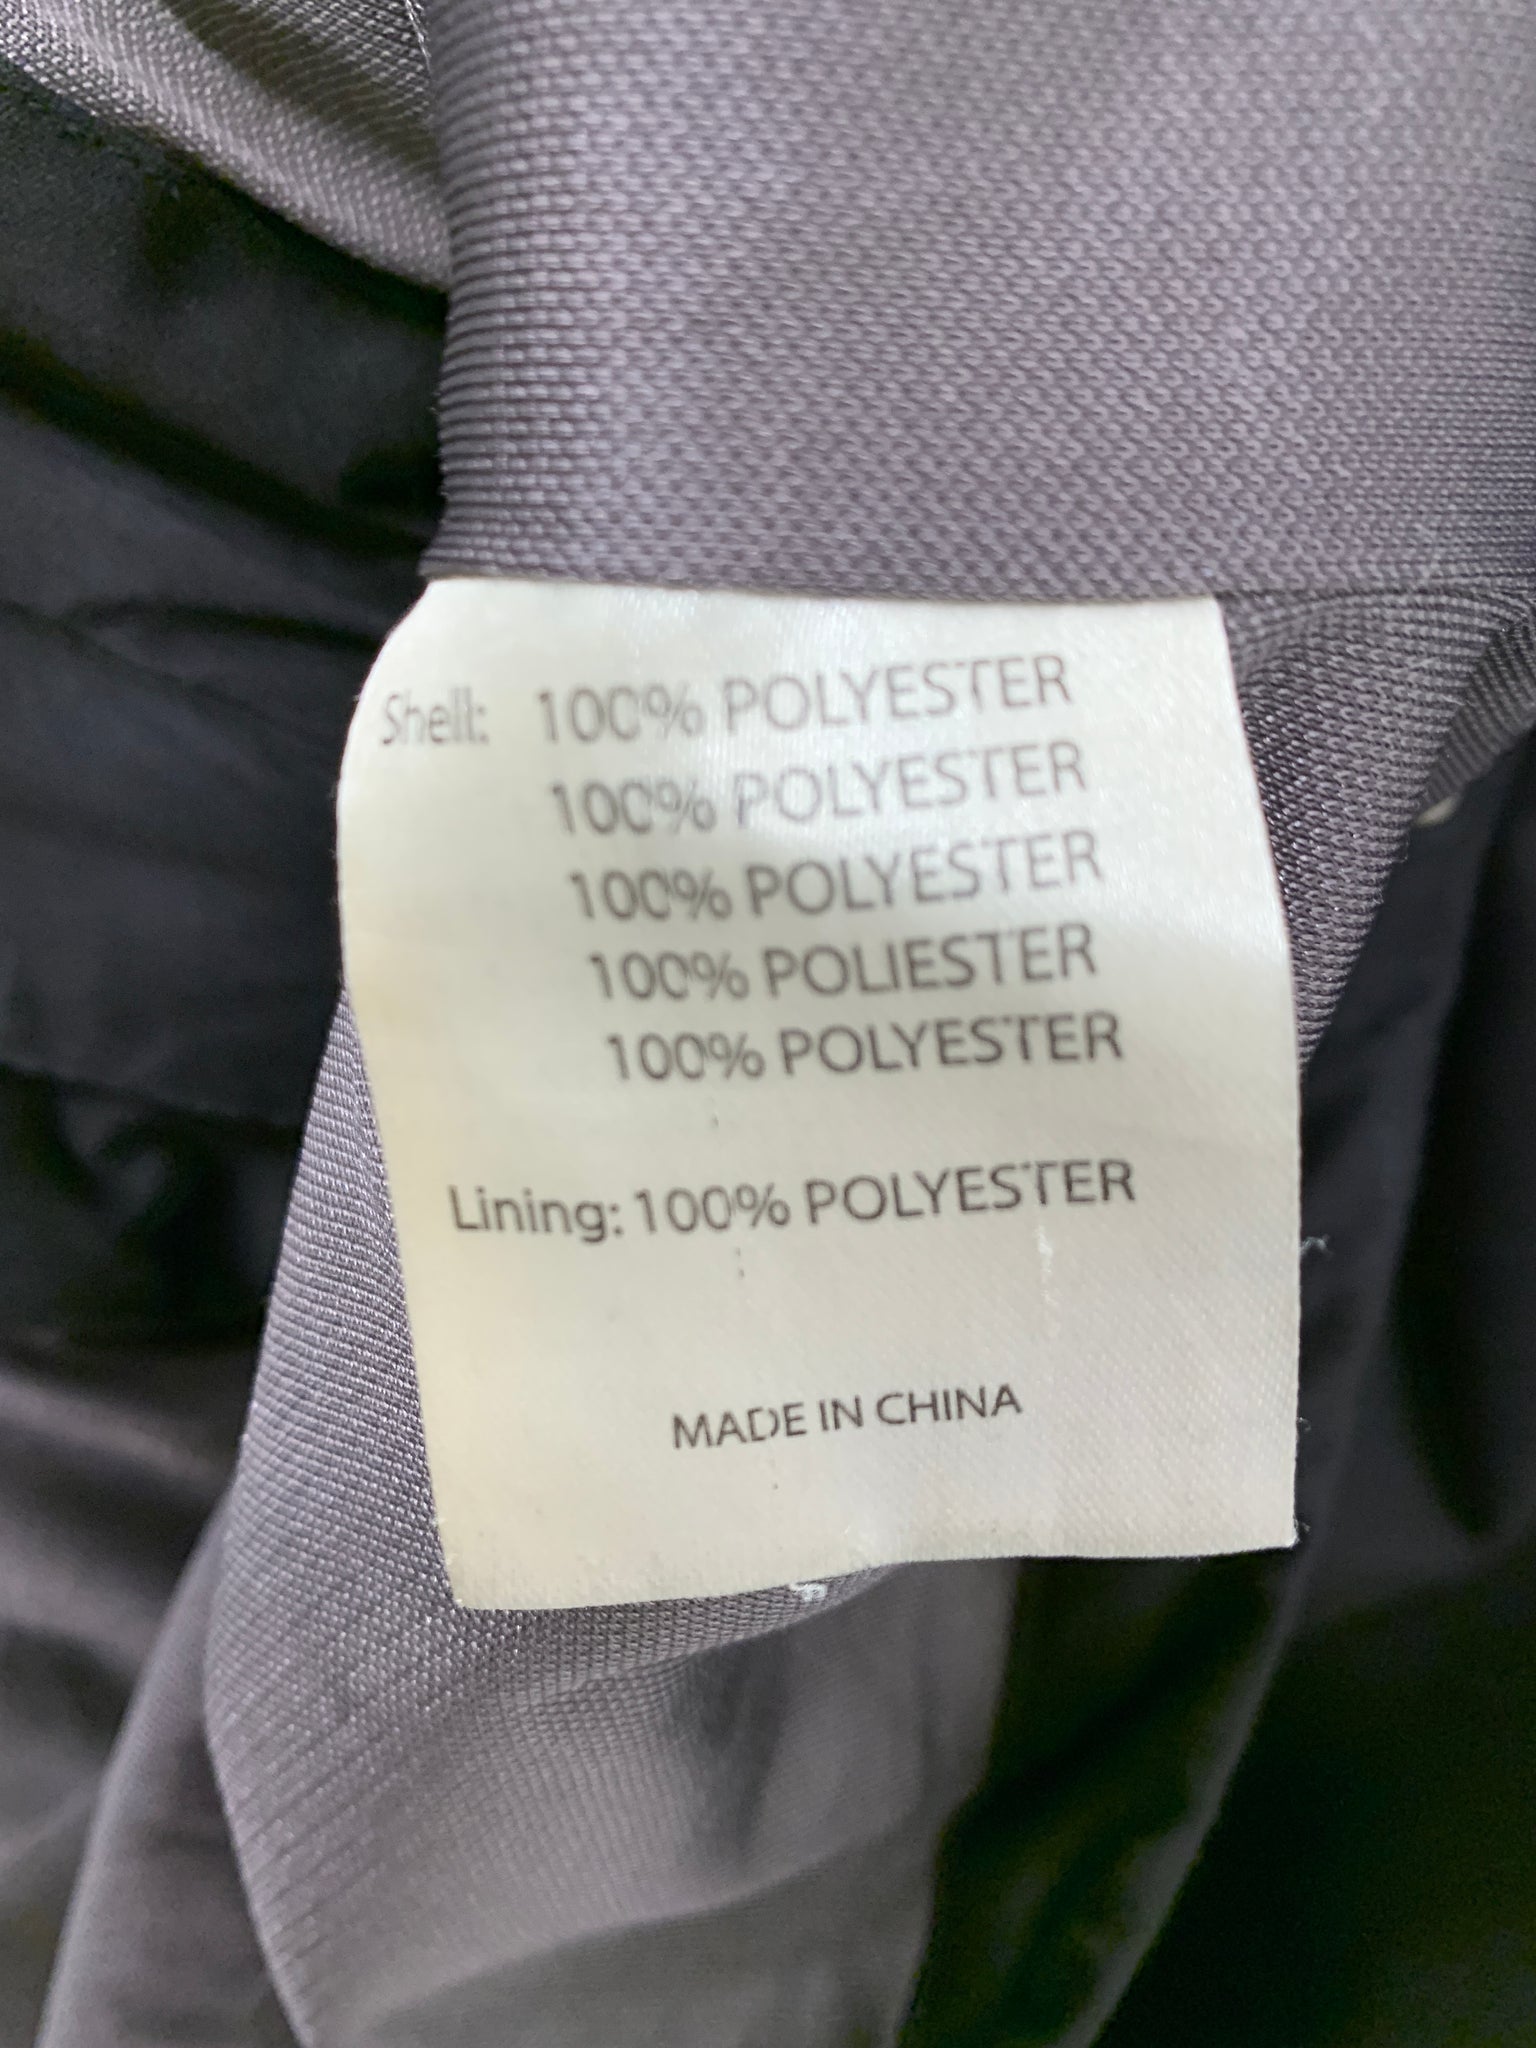 Shell: 100% POLYESTER
100% POLYESTER
100% POLYESTER
100% POLIESTER
100% POLYESTER
Lining: 100% POLYESTER
MADE IN CHINA